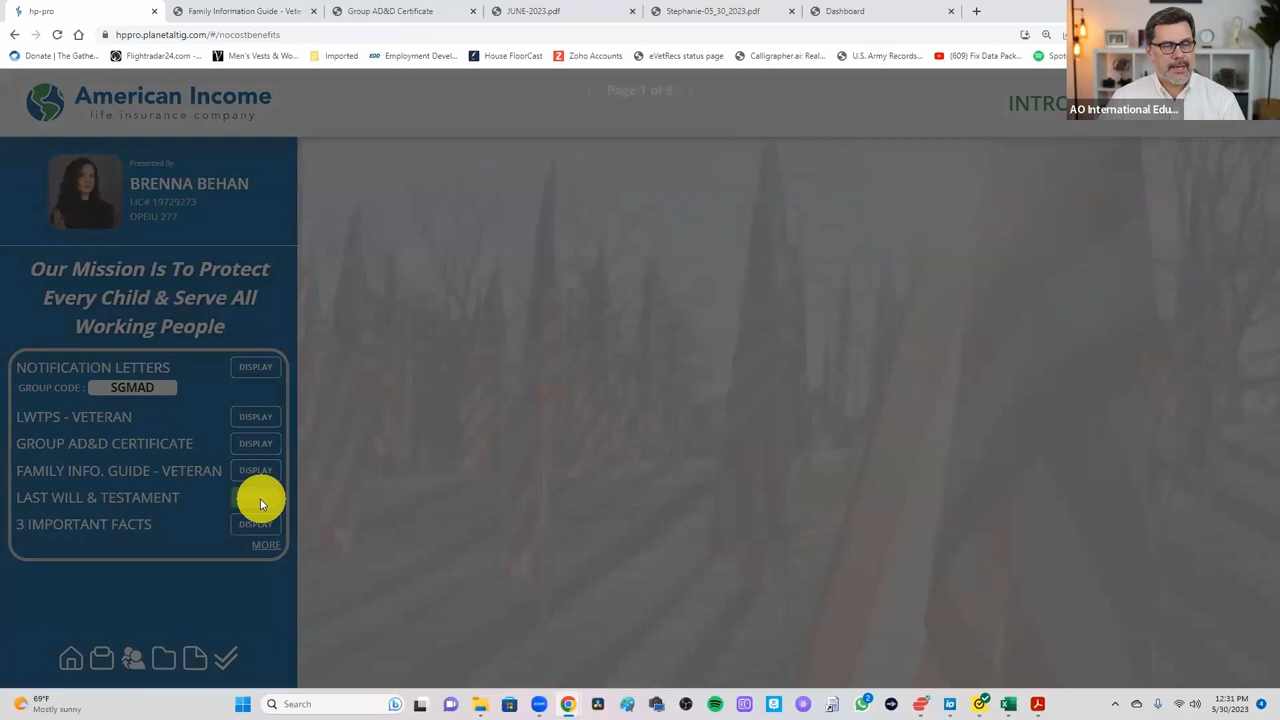 hp-pro
Family Information Guide - Vete
Group AD&D Certificate
JUNE-2023.pdf
Stephanie-05_30_2023.pdf
Dashboard
hppro.planetaltig.com/#/nocostbenefits
Donate | The Gathe...
Flightradar24.com -...
Men's Vests & Wo...
Imported
EDD
Employment Devel...
House FloorCast
Zoho Accounts
eVetRecs status page
Calligrapher.ai: Real...
U.S. Army Records...
(609) Fix Data Pack...
Spot
American Income
life insurance company
Page 1 of 9
INTRO
AO International Edu...
Presented By
BRENNA BEHAN
LIC# 19729273
OPEIU 277
Our Mission Is To Protect
Every Child & Serve All
Working People
NOTIFICATION LETTERS
DISPLAY
GROUP CODE :
SGMAD
LWTPS - VETERAN
DISPLAY
GROUP AD&D CERTIFICATE
DISPLAY
FAMILY INFO. GUIDE - VETERAN
DISPLAY
LAST WILL & TESTAMENT
3 IMPORTANT FACTS
DISPLAY
MORE
69°F
Mostly sunny
Search
2
12:31 PM
5/30/2023
4